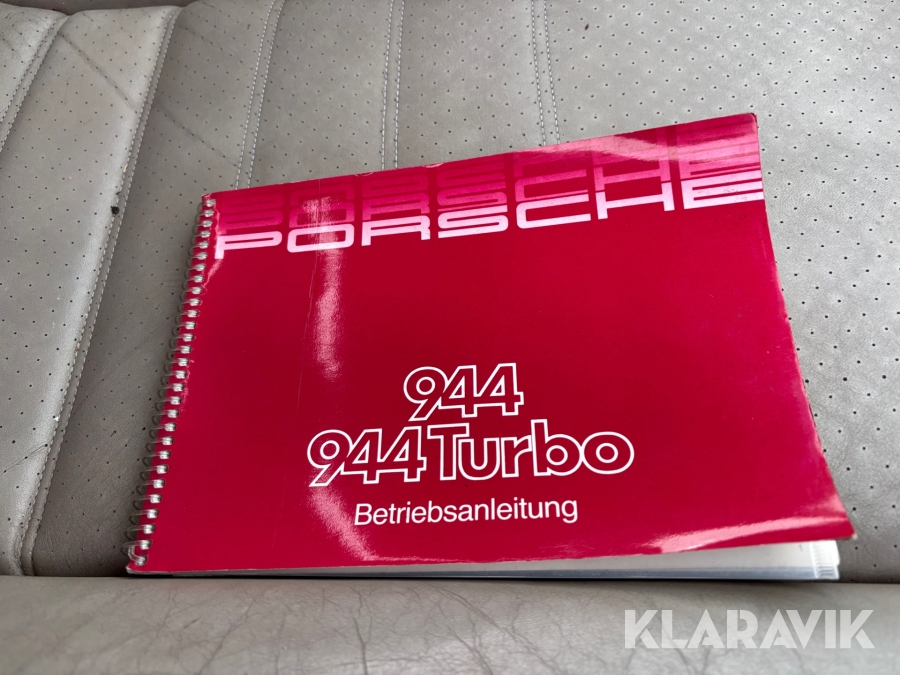 PORSCHE
944
944 Turbo
Betriebsanleitung
KLARAVIK